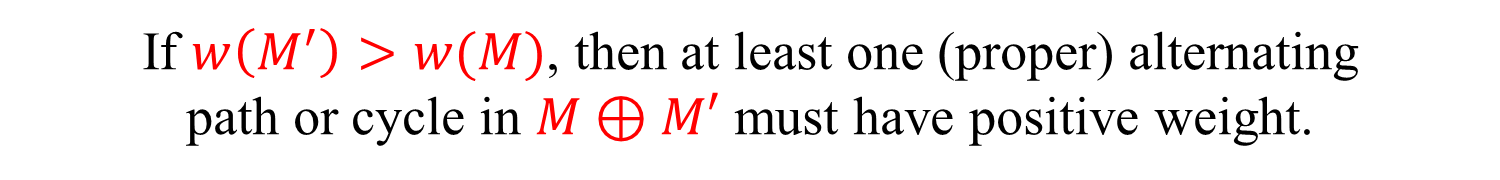 If w(M′) > w(M), then at least one (proper) alternating
path or cycle in M ⊕ M′ must have positive weight.